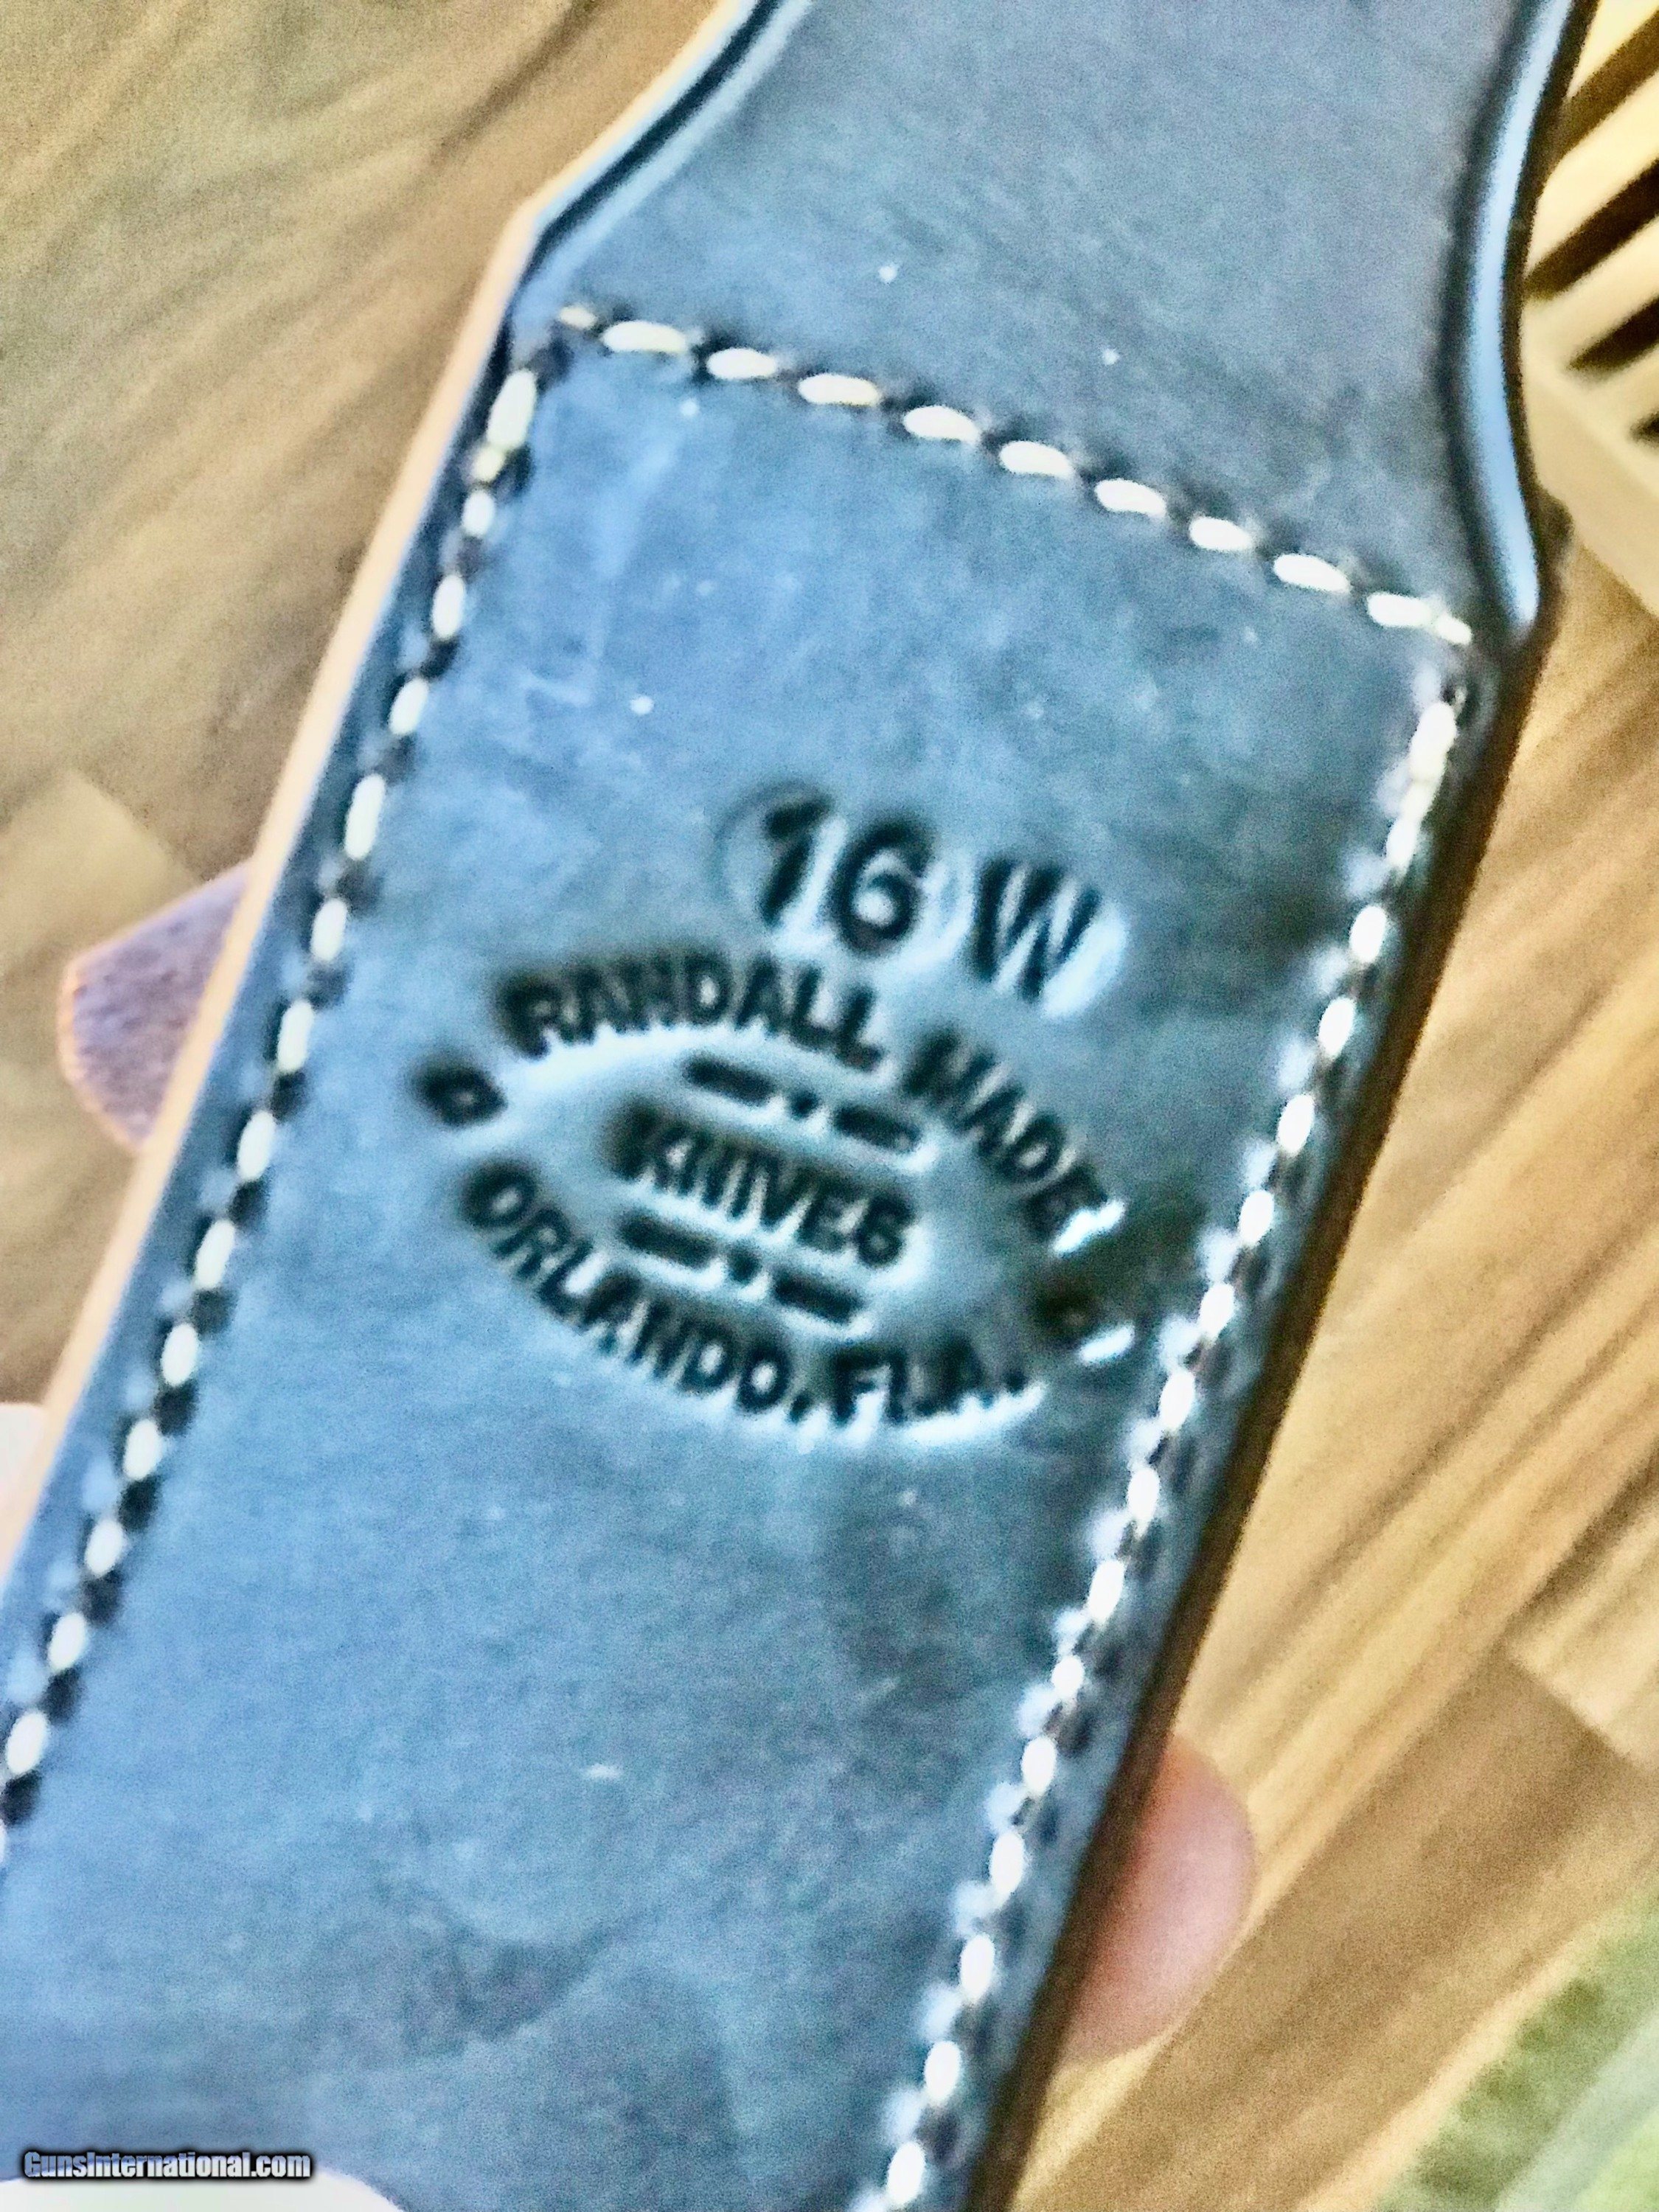 16 W
RANDALL MADE
KNIVES
ORLANDO, FLA.
GunsInternational.com